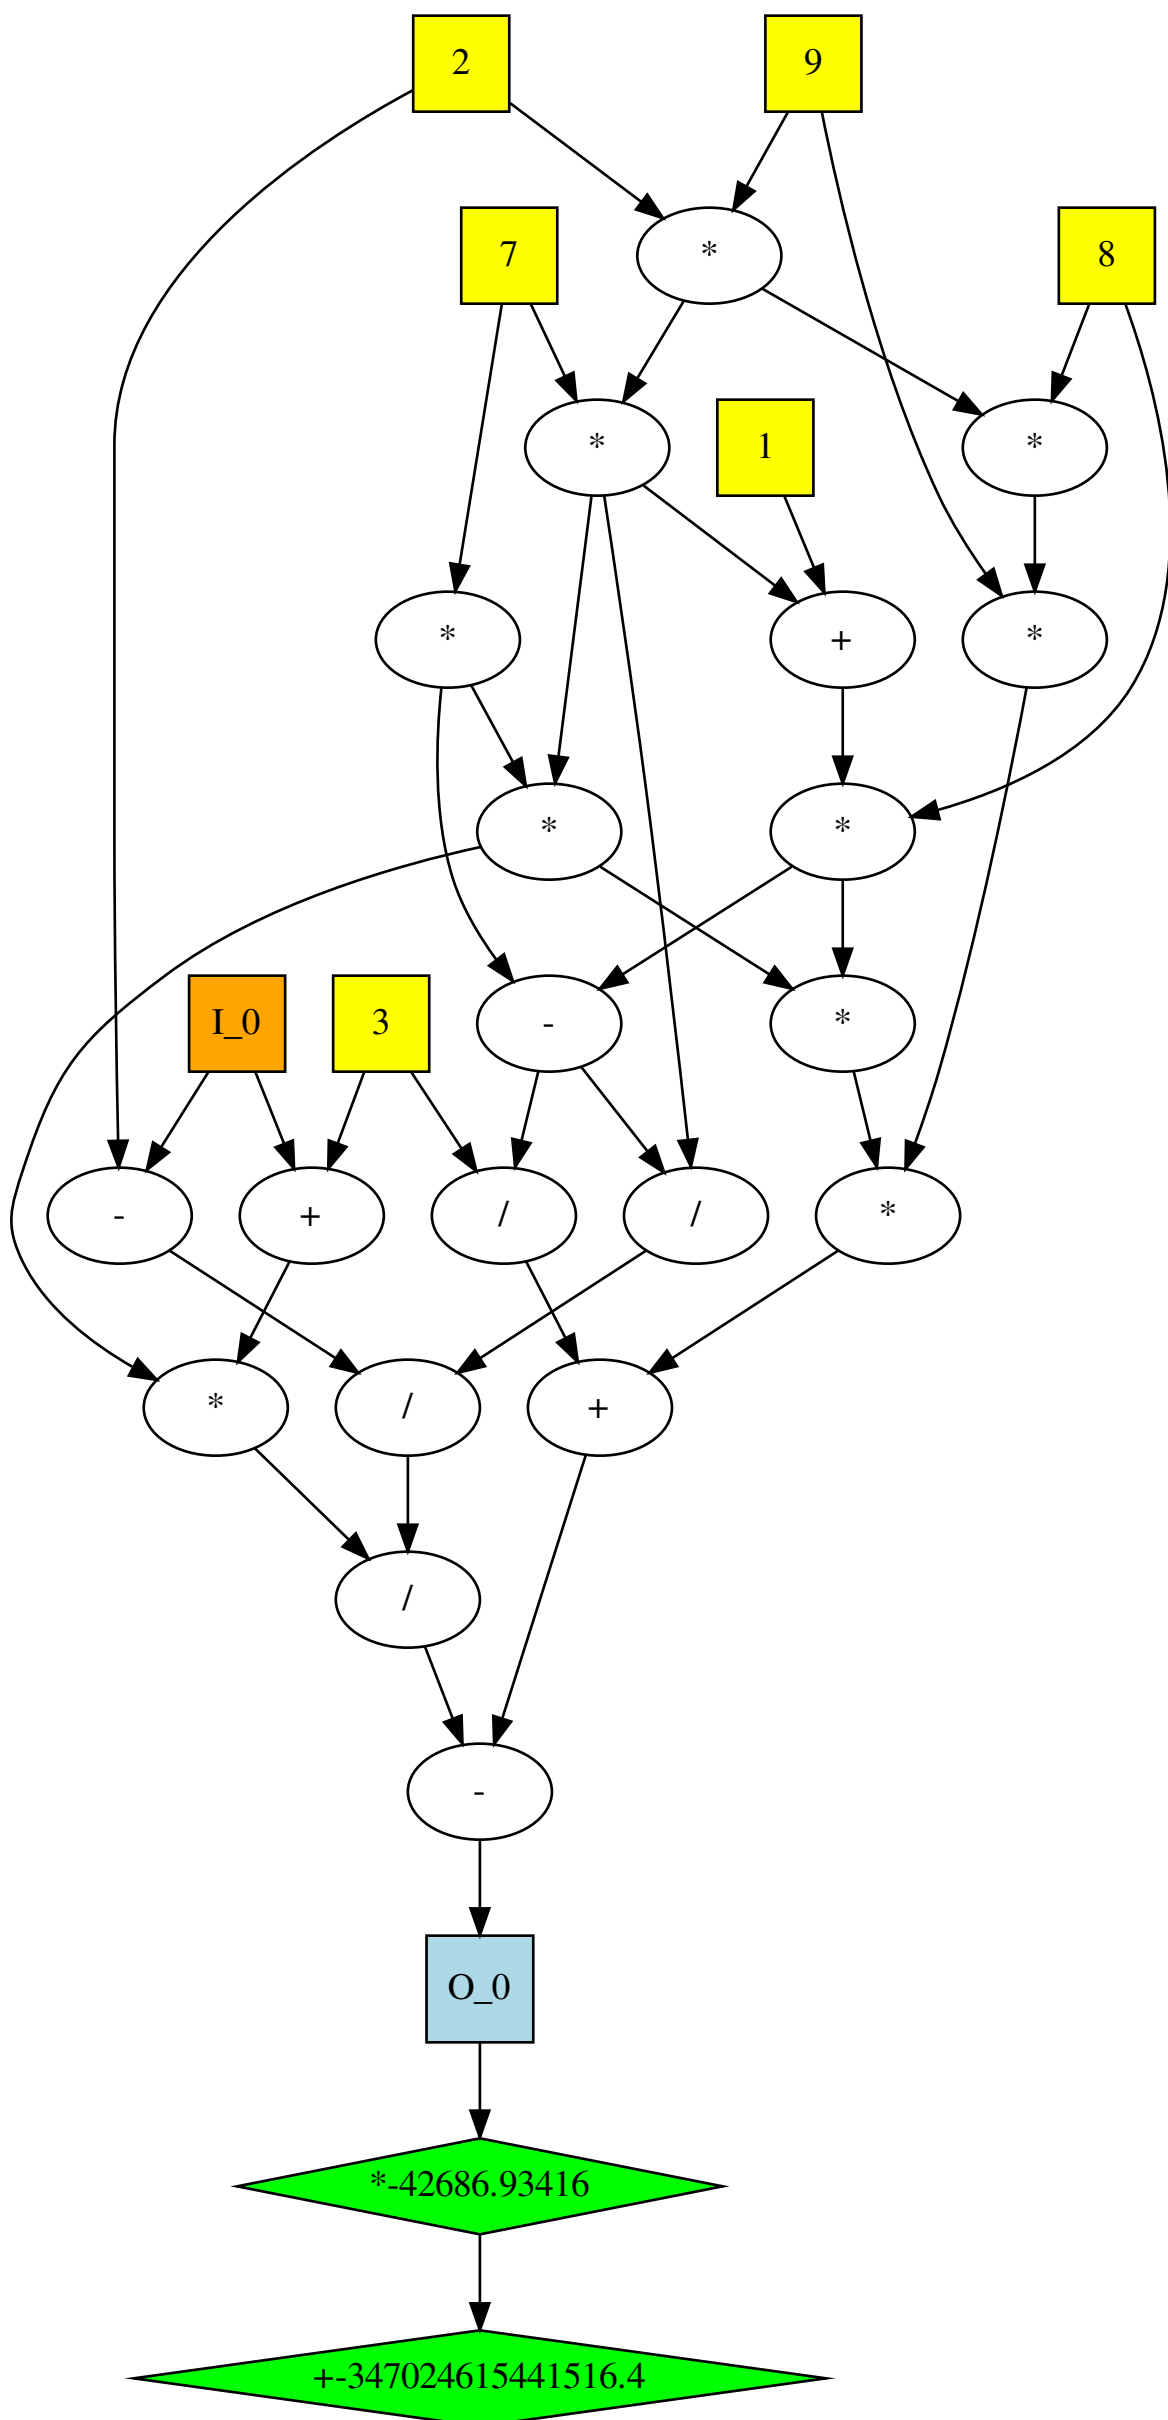 2 9
7 * 8
* 1 *
* + *
* *
I_0 3 - *
- + / / *
* / +
/
-
O_0
*-42686.93416
+-347024615441516.4